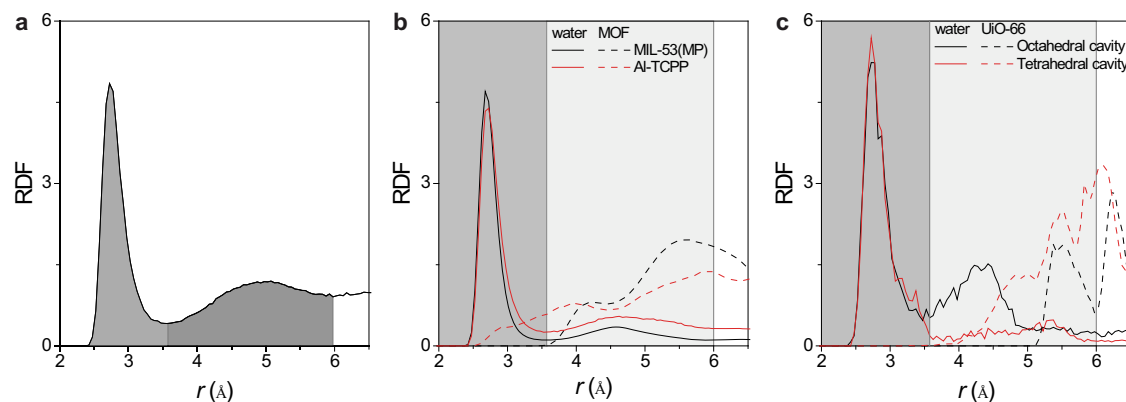 a
6
3
0
RDF
2 3 4 5 6
r (Å)
b
6
3
0
RDF
water MOF
MIL-53(MP)
Al-TCPP
2 3 4 5 6
r (Å)
c
6
3
0
RDF
water UiO-66
Octahedral cavity
Tetrahedral cavity
2 3 4 5 6
r (Å)